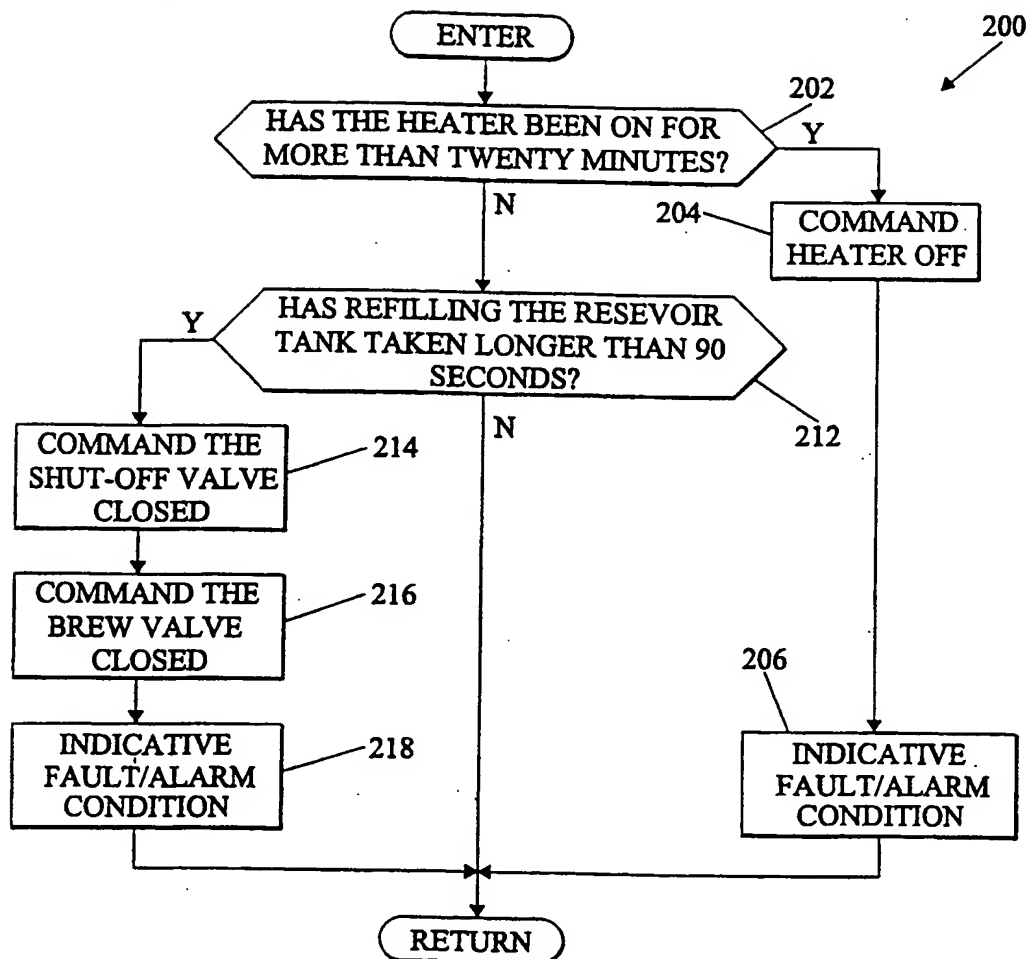 ENTER
200
202
HAS THE HEATER BEEN ON FOR
MORE THAN TWENTY MINUTES?
Y
N
204
COMMAND
HEATER OFF
HAS REFILLING THE RESEVOIR
TANK TAKEN LONGER THAN 90
SECONDS?
Y
N
212
COMMAND THE
SHUT-OFF VALVE
CLOSED
214
COMMAND THE
BREW VALVE
CLOSED
216
206
INDICATIVE
FAULT/ALARM
CONDITION
218
INDICATIVE
FAULT/ALARM
CONDITION
RETURN